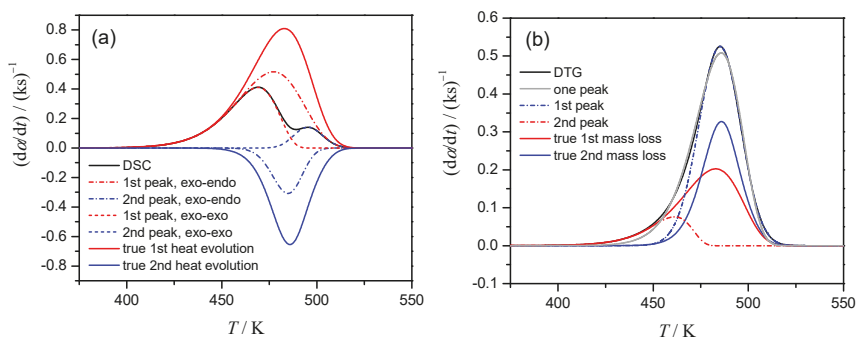 (a)
(dα/dt) / (ks)⁻¹
0.8
0.6
0.4
0.2
0.0
-0.2
-0.4
-0.6
-0.8
DSC
1st peak, exo-endo
2nd peak, exo-endo
1st peak, exo-exo
2nd peak, exo-exo
true 1st heat evolution
true 2nd heat evolution
400 450 500 550
T / K
(b)
(dα/dt) / (ks)⁻¹
0.6
0.5
0.4
0.3
0.2
0.1
0.0
-0.1
DTG
one peak
1st peak
2nd peak
true 1st mass loss
true 2nd mass loss
400 450 500 550
T / K